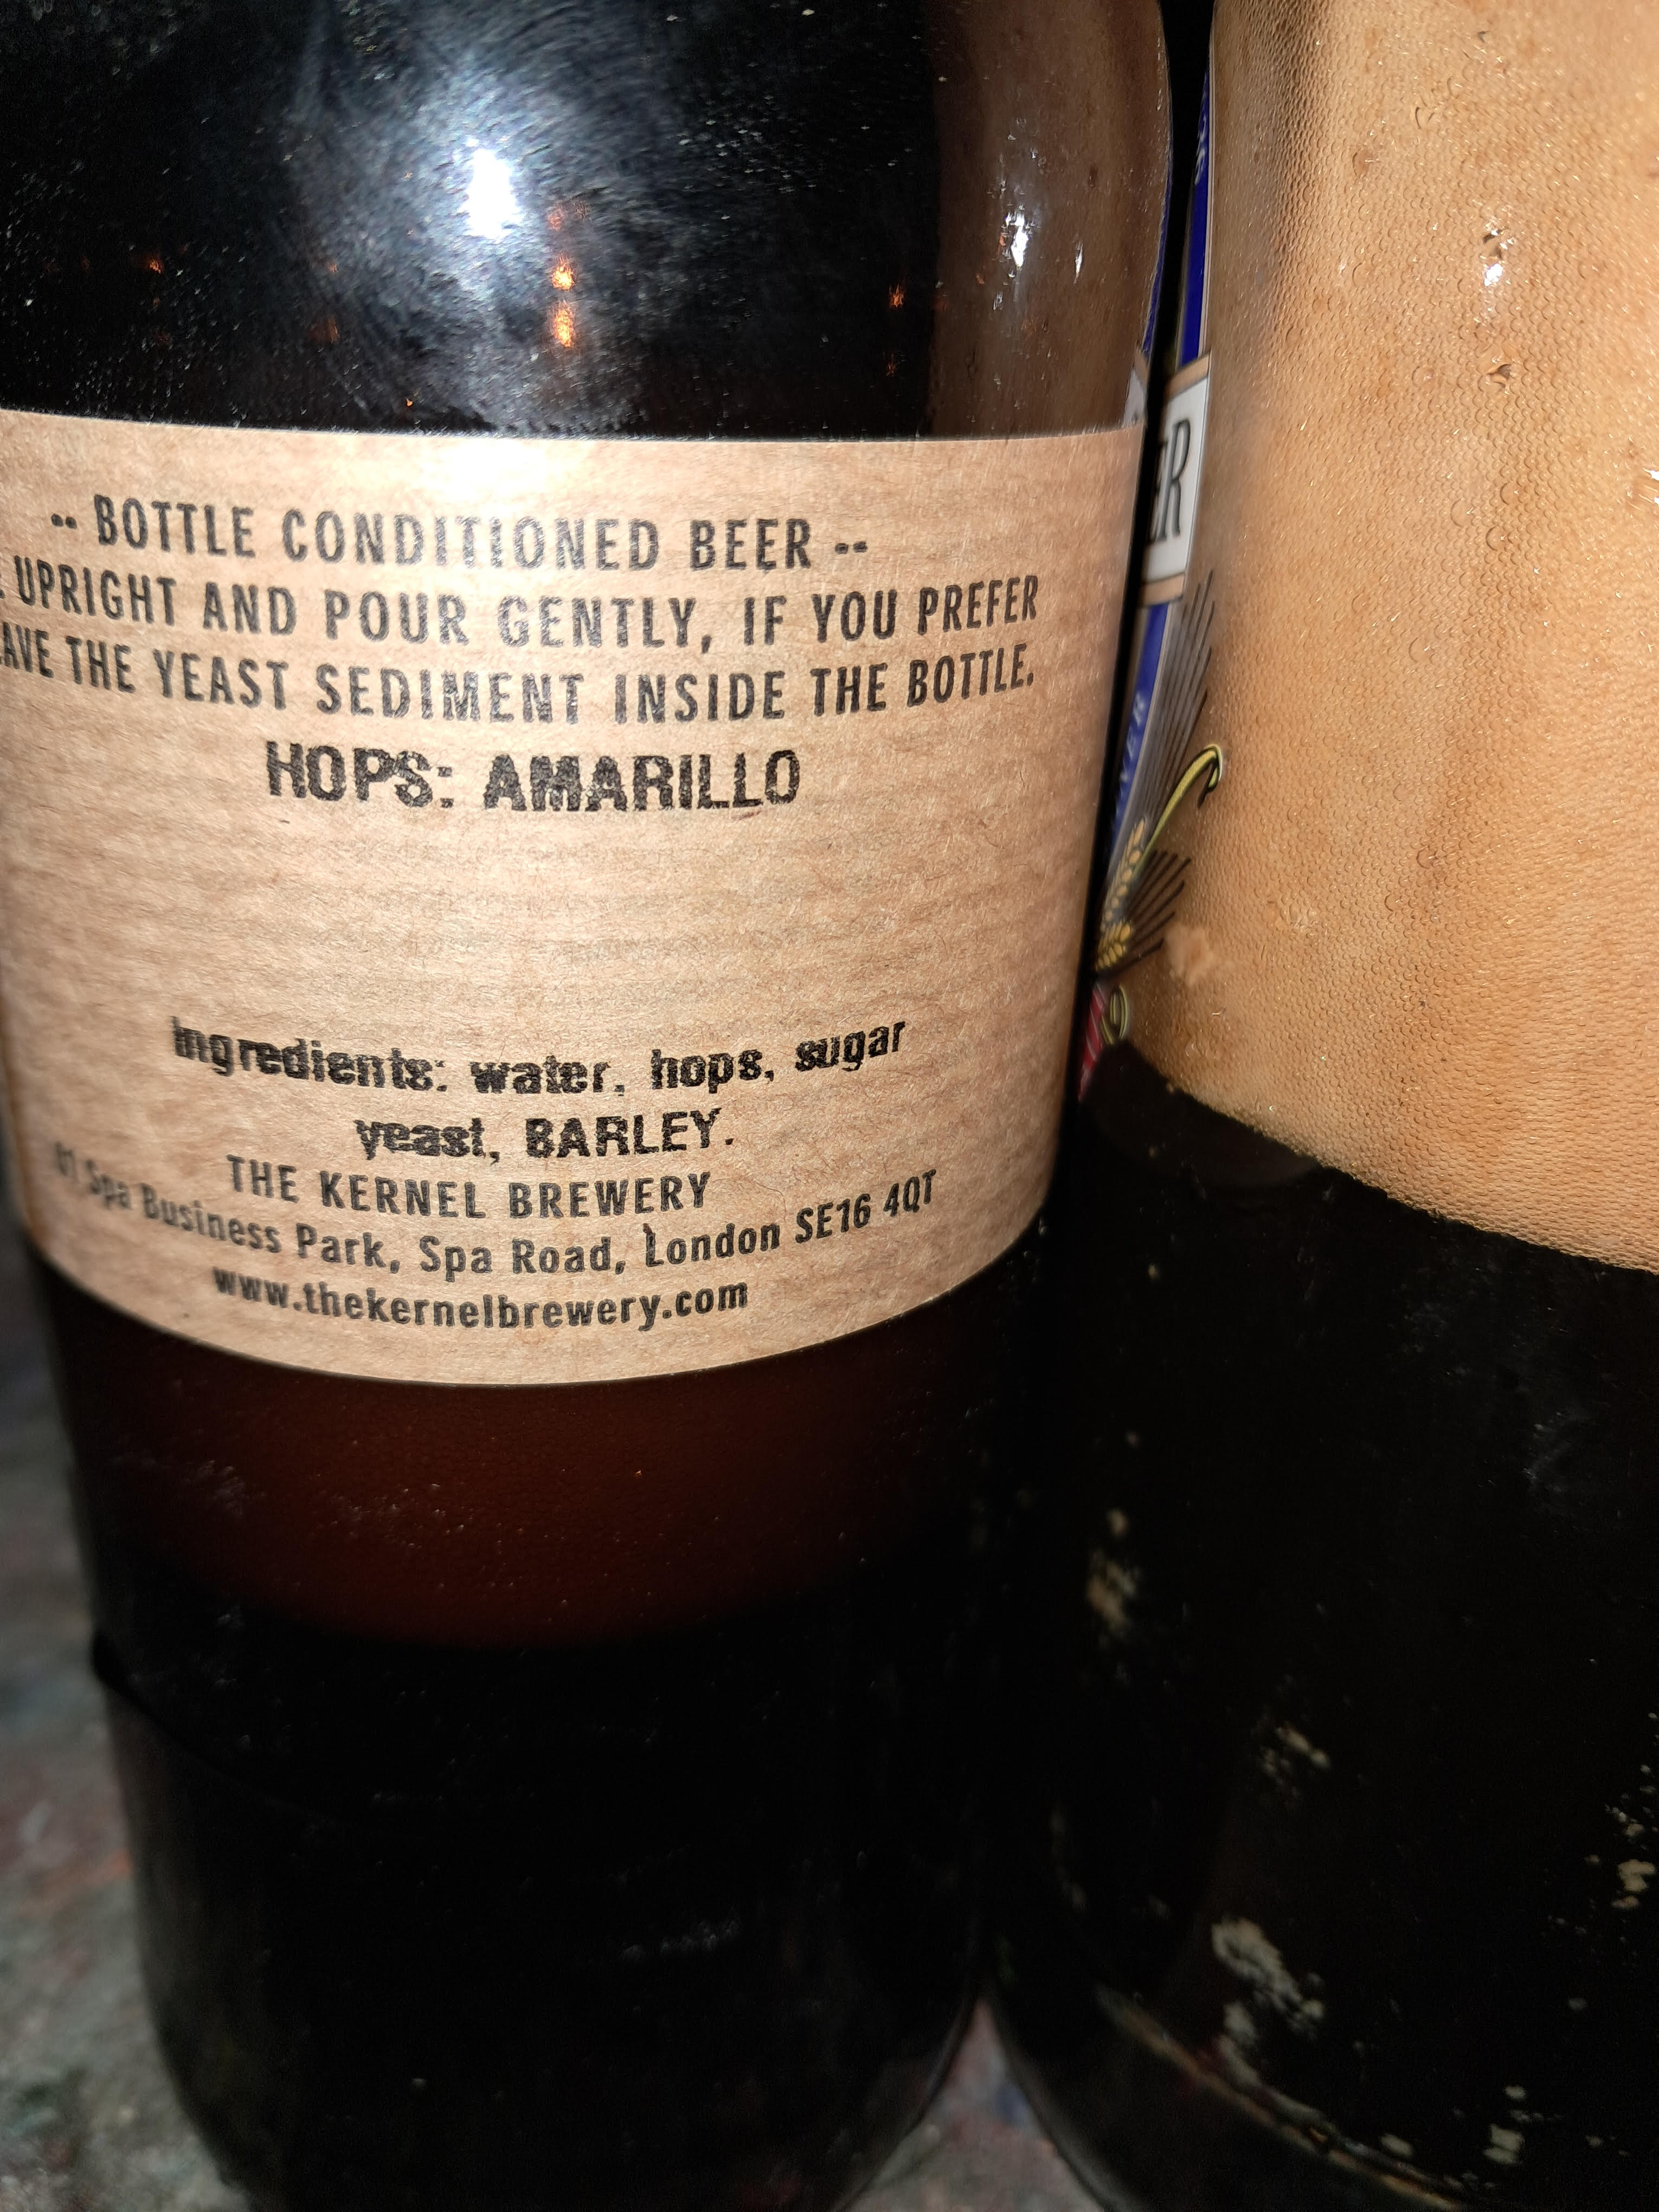 -- BOTTLE CONDITIONED BEER --
UPRIGHT AND POUR GENTLY, IF YOU PREFER
THE YEAST SEDIMENT INSIDE THE BOTTLE.
HOPS: AMARILLO
Ingredients: water, hops, sugar
yeast, BARLEY.
THE KERNEL BREWERY
01 Spa Business Park, Spa Road, London SE16 4QT
www.thekernelbrewery.com